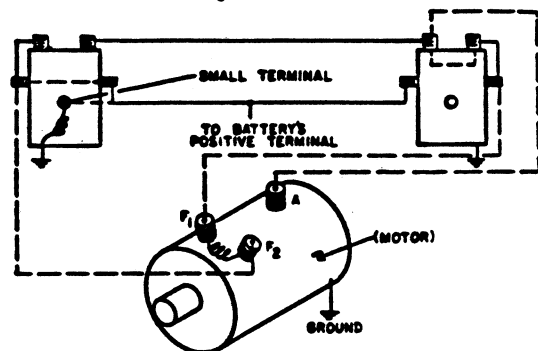 SMALL TERMINAL
TO BATTERY'S
POSITIVE TERMINAL
A
F1
F2
(MOTOR)
GROUND